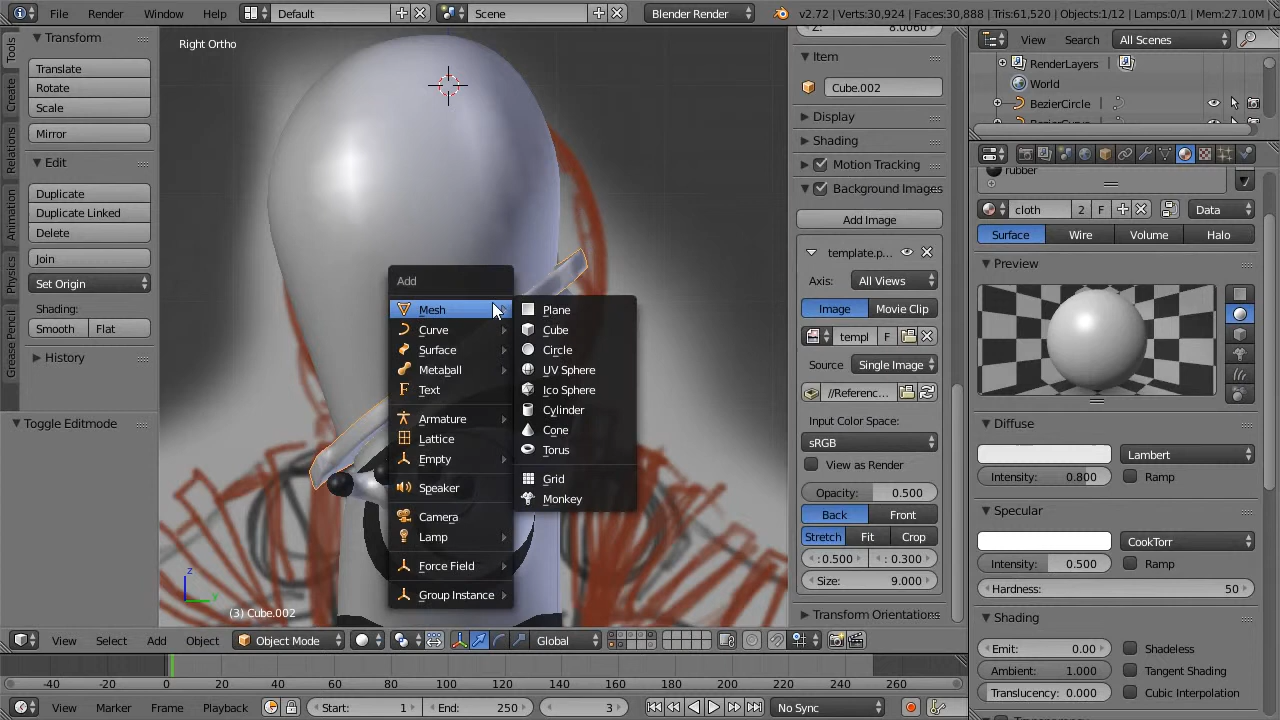 File Render Window Help Default Scene Blender Render v2.72 | Verts:30,924 | Faces:30,888 | Tris:61,520 | Objects:1/12 | Lamps:0/1 | Mem:27.10M
Tools
Create
Relations
Animation
Physics
Grease Pencil
Transform
Translate
Rotate
Scale
Mirror
Edit
Duplicate
Duplicate Linked
Delete
Join
Set Origin
Shading:
Smooth Flat
History
Toggle Editmode
Right Ortho
Add
Mesh
Curve
Surface
Metaball
Text
Armature
Lattice
Empty
Speaker
Camera
Lamp
Force Field
Group Instance
Plane
Cube
Circle
UV Sphere
Ico Sphere
Cylinder
Cone
Torus
Grid
Monkey
z
y
(3) Cube.002
View Select Add Object Object Mode Global
Z: 8.0060
Item
Cube.002
Display
Shading
Motion Tracking
Background Images
Add Image
template.p...
Axis: All Views
Image Movie Clip
templ F
Source Single Image
//Referenc...
Input Color Space:
sRGB
View as Render
Opacity: 0.500
Back Front
Stretch Fit Crop
:0.500 : 0.300
Size: 9.000
Transform Orientations
View Search All Scenes
RenderLayers
World
BezierCircle
BezierCurve
rubber
cloth 2 F Data
Surface Wire Volume Halo
Preview
Diffuse
Lambert
Intensity: 0.800 Ramp
Specular
CookTorr
Intensity: 0.500 Ramp
Hardness: 50
Shading
Emit: 0.00 Shadeless
Ambient: 1.000 Tangent Shading
Translucency: 0.000 Cubic Interpolation
-40 -20 0 20 40 60 80 100 120 140 160 180 200 220 240 260
View Marker Frame Playback Start: 1 End: 250 3 No Sync